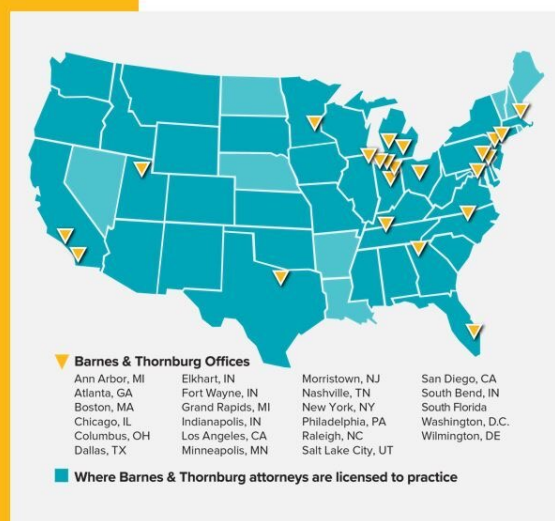 Barnes & Thornburg Offices
Ann Arbor, MI
Atlanta, GA
Boston, MA
Chicago, IL
Columbus, OH
Dallas, TX
Elkhart, IN
Fort Wayne, IN
Grand Rapids, MI
Indianapolis, IN
Los Angeles, CA
Minneapolis, MN
Morristown, NJ
Nashville, TN
New York, NY
Philadelphia, PA
Raleigh, NC
Salt Lake City, UT
San Diego, CA
South Bend, IN
South Florida
Washington, D.C.
Wilmington, DE
Where Barnes & Thornburg attorneys are licensed to practice